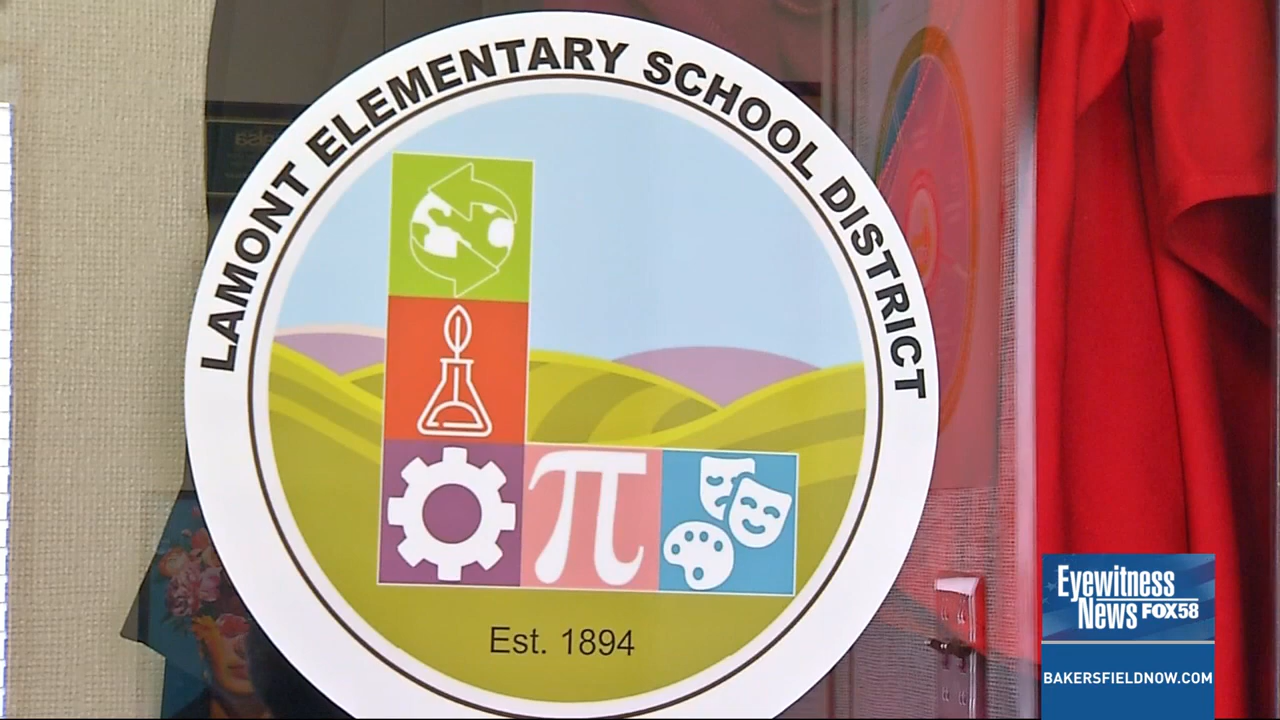 LAMONT ELEMENTARY SCHOOL DISTRICT
π
Est. 1894
Eyewitness
News FOX58
BAKERSFIELDNOW.COM